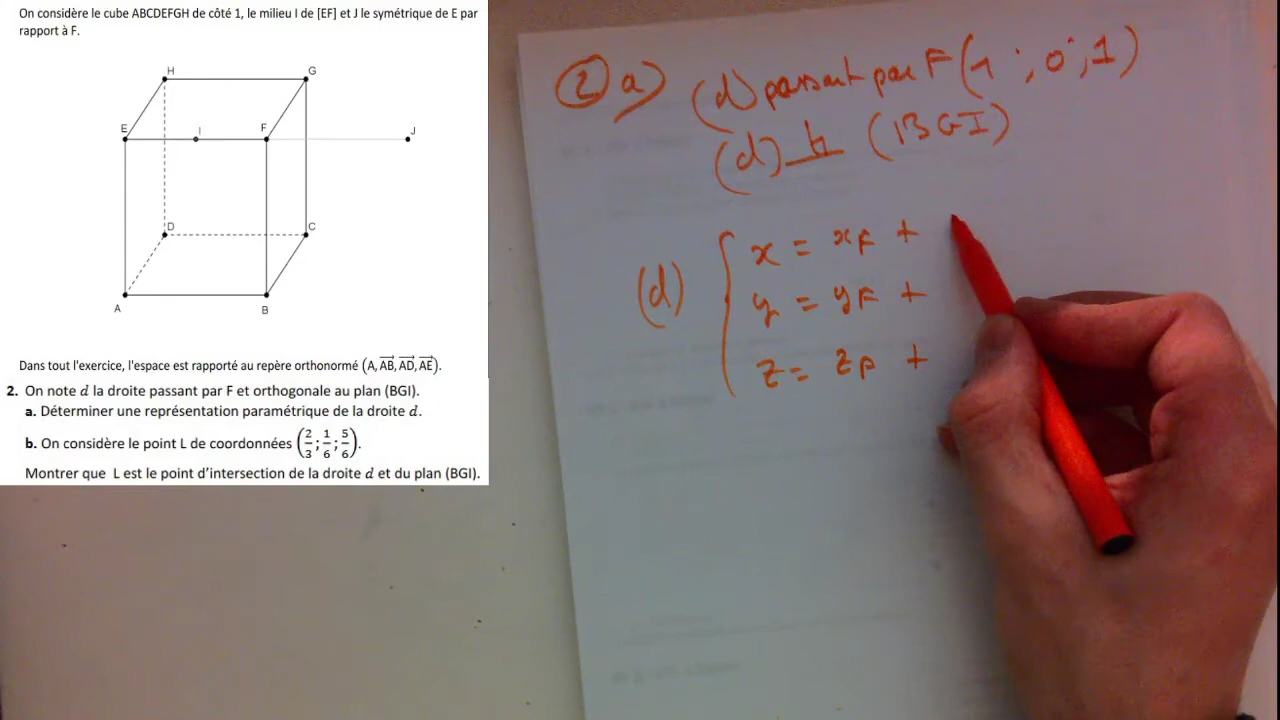 On considère le cube ABCDEFGH de côté 1, le milieu I de [EF] et J le symétrique de E par
rapport à F.
H
G
E
I
F
J
D
C
A
B
Dans tout l'exercice, l'espace est rapporté au repère orthonormé (A, AB⃗, AD⃗, AE⃗).
2. On note d la droite passant par F et orthogonale au plan (BGI).
a. Déterminer une représentation paramétrique de la droite d.
b. On considère le point L de coordonnées (2/3 ; 1/6 ; 5/6).
Montrer que L est le point d'intersection de la droite d et du plan (BGI).
② a) (d) passant par F (1 ; 0 ; 1)
(d) ⊥ (BGI)
(d) { x = xF +
y = yF +
z = zF +